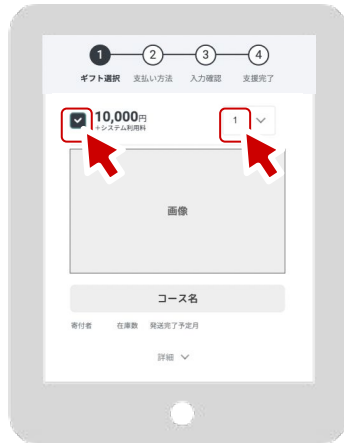 1 2 3 4
ギフト選択 支払い方法 入力確認 支援完了
10,000円 1
+システム利用料
画像
コース名
寄付者 在庫数 発送完了予定月
詳細